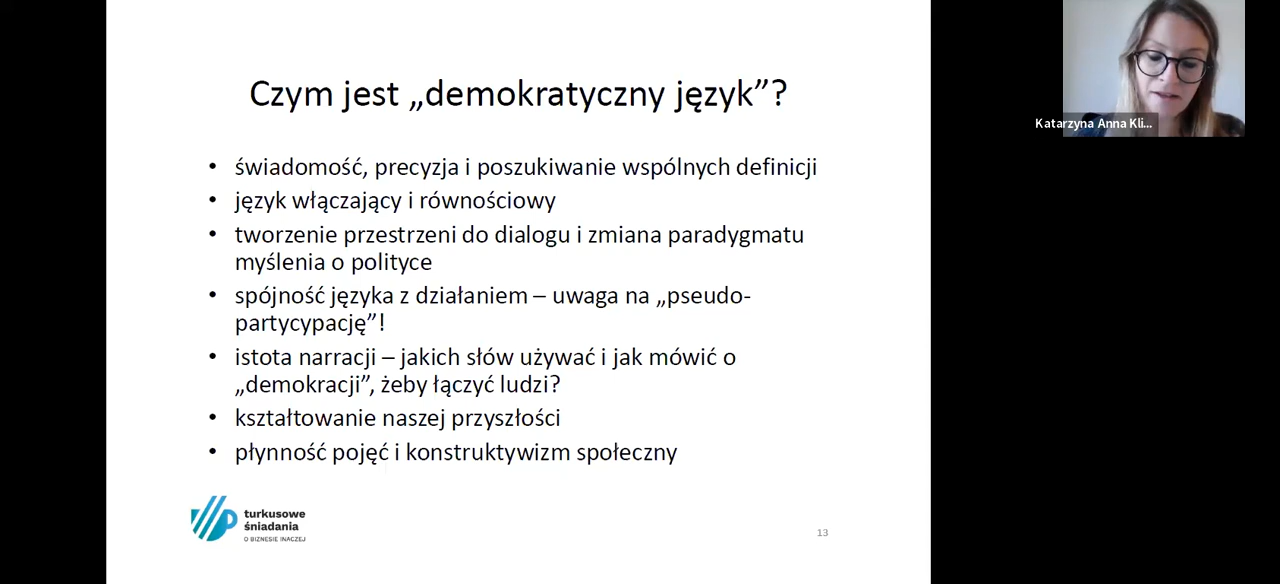 Czym jest „demokratyczny język”?
• świadomość, precyzja i poszukiwanie wspólnych definicji
• język włączający i równościowy
• tworzenie przestrzeni do dialogu i zmiana paradygmatu
myślenia o polityce
• spójność języka z działaniem – uwaga na „pseudo-
partycypację”!
• istota narracji – jakich słów używać i jak mówić o
„demokracji”, żeby łączyć ludzi?
• kształtowanie naszej przyszłości
• płynność pojęć i konstruktywizm społeczny
turkusowe
śniadania
O BIZNESIE INACZEJ
13
Katarzyna Anna Kli...